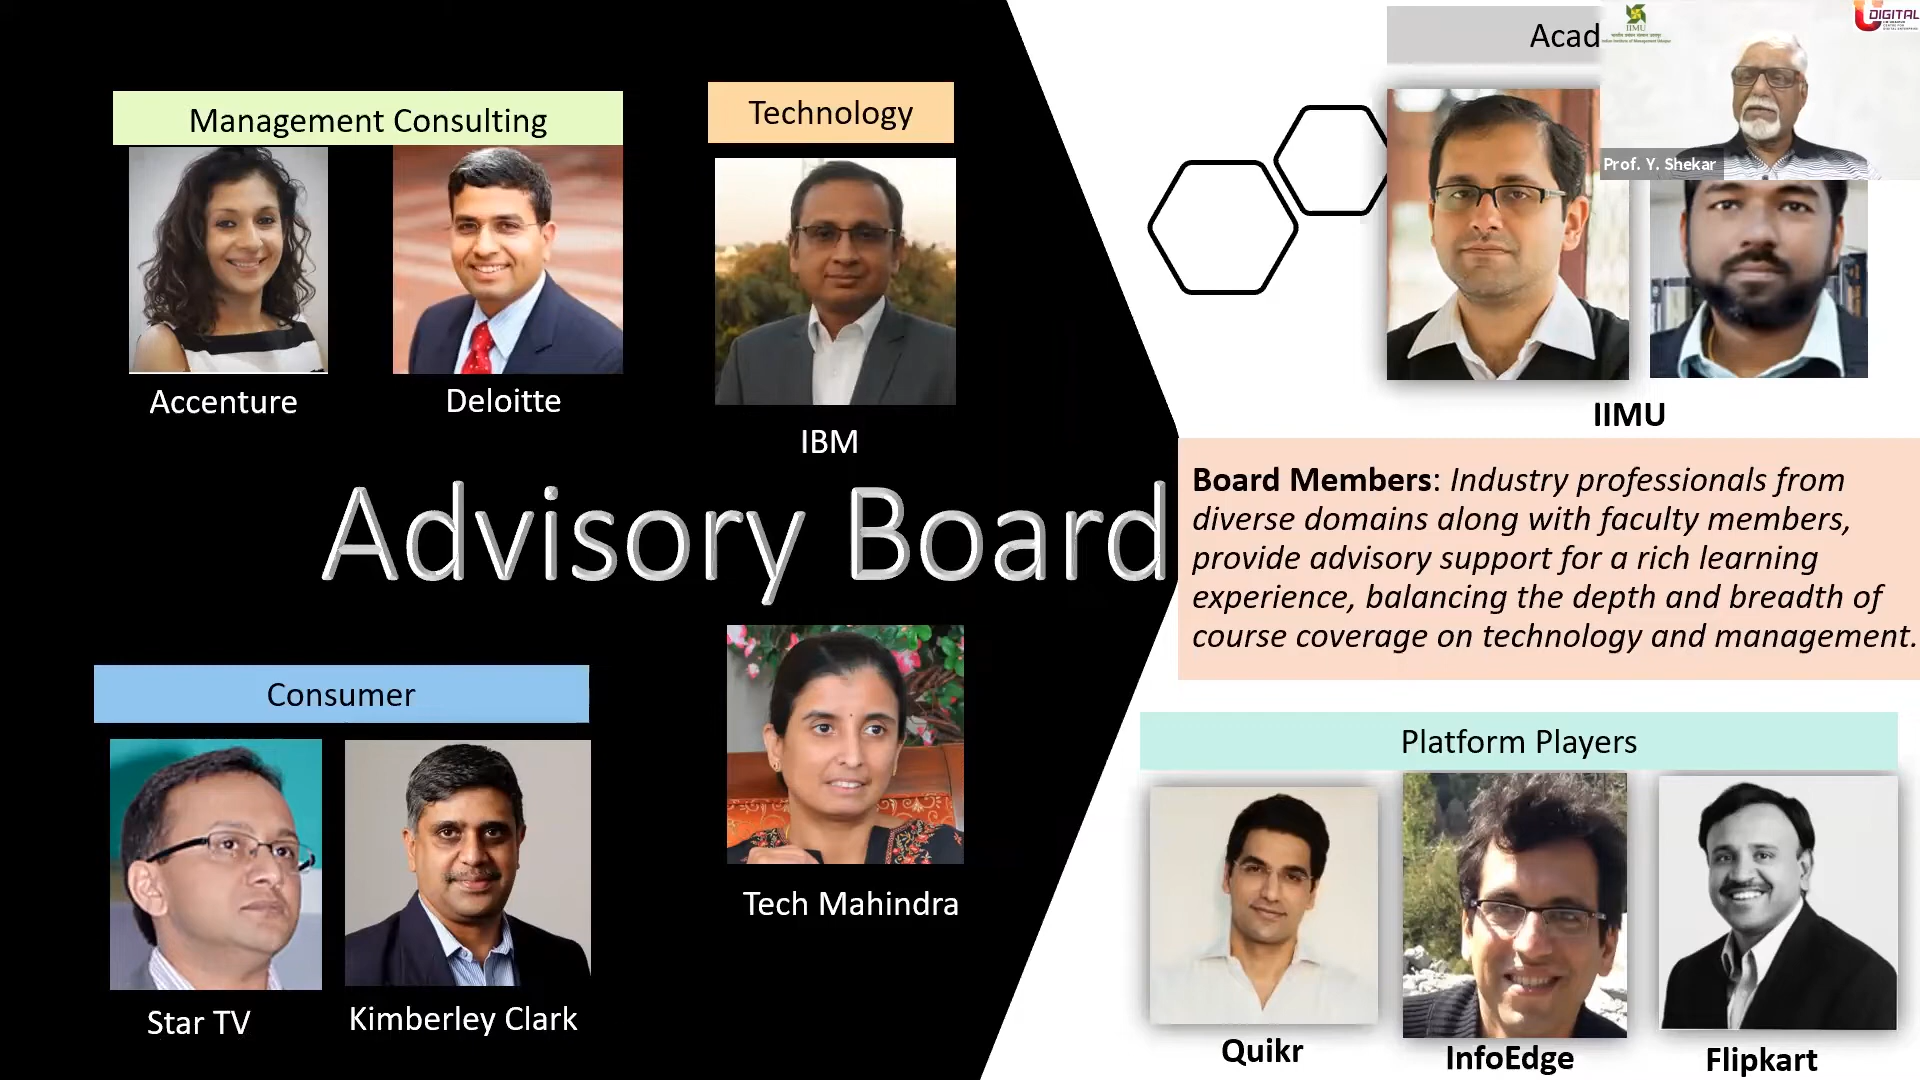 Management Consulting
Technology
Acad
IIMU
DIGITAL
Prof. Y. Shekar
Accenture
Deloitte
IBM
IIMU
Advisory Board
Board Members: Industry professionals from
diverse domains along with faculty members,
provide advisory support for a rich learning
experience, balancing the depth and breadth of
course coverage on technology and management.
Consumer
Platform Players
Star TV
Kimberley Clark
Tech Mahindra
Quikr
InfoEdge
Flipkart